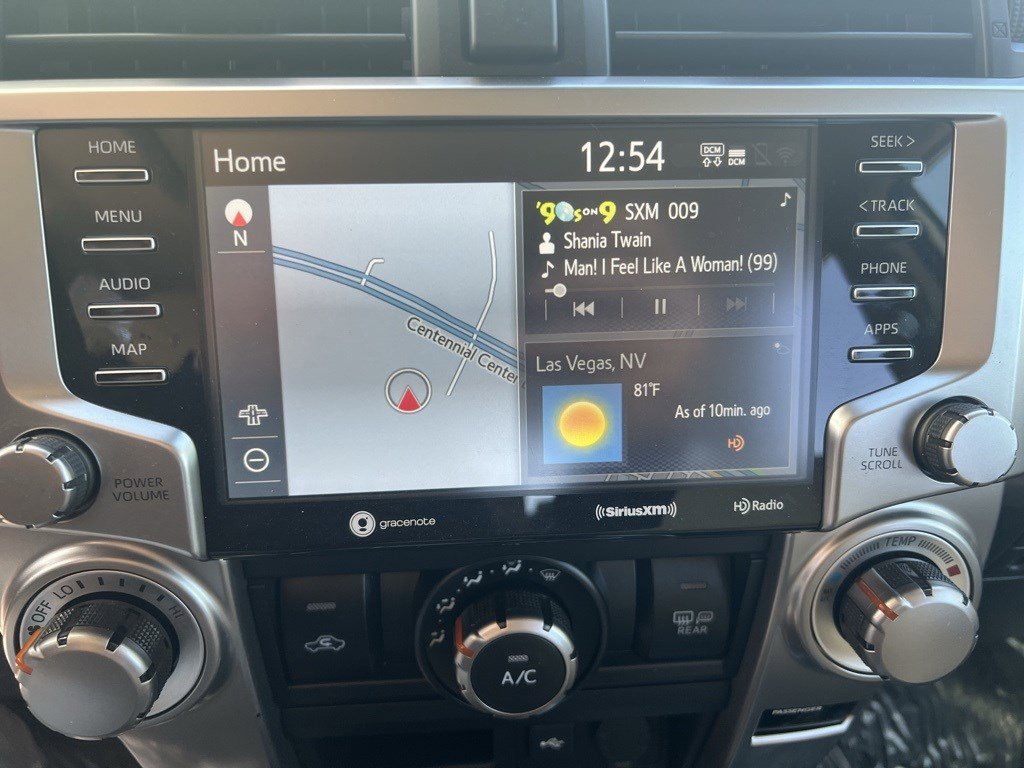 HOME
MENU
AUDIO
MAP
POWER
VOLUME
Home
12:54
DCM
DCM
N
Centennial Center
'90s ON 9 SXM 009
Shania Twain
Man! I Feel Like A Woman! (99)
Las Vegas, NV
81°F
As of 10min. ago
HD
SEEK >
< TRACK
PHONE
APPS
TUNE
SCROLL
gracenote
((SiriusXM))
HD Radio
OFF LO HI
A/C
REAR
TEMP
PASSENGER